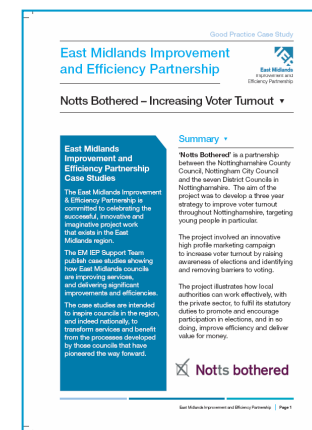 Good Practice Case Study
East Midlands Improvement
and Efficiency Partnership
East Midlands
Improvement and
Efficiency Partnership
Notts Bothered – Increasing Voter Turnout
East Midlands
Improvement and
Efficiency Partnership
Case Studies
The East Midlands Improvement
& Efficiency Partnership is
committed to celebrating the
successful, innovative and
imaginative project work
that exists in the East
Midlands region.
The EM IEP Support Team
publish case studies showing
how East Midlands councils
are improving services,
and delivering significant
improvements and efficiencies.
The case studies are intended
to inspire councils in the region,
and indeed nationally, to
transform services and benefit
from the processes developed
by those councils that have
pioneered the way forward.
Summary
‘Notts Bothered’ is a partnership
between the Nottinghamshire County
Council, Nottingham City Council
and the seven District Councils in
Nottinghamshire. The aim of the
project was to develop a three year
strategy to improve voter turnout
throughout Nottinghamshire, targeting
young people in particular.
The project involved an innovative
high profile marketing campaign
to increase voter turnout by raising
awareness of elections and identifying
and removing barriers to voting.
The project illustrates how local
authorities can work effectively, with
the private sector, to fulfil its statutory
duties to promote and encourage
participation in elections, and in so
doing, improve efficiency and deliver
value for money.
Notts bothered
East Midlands Improvement and Efficiency Partnership | Page 1